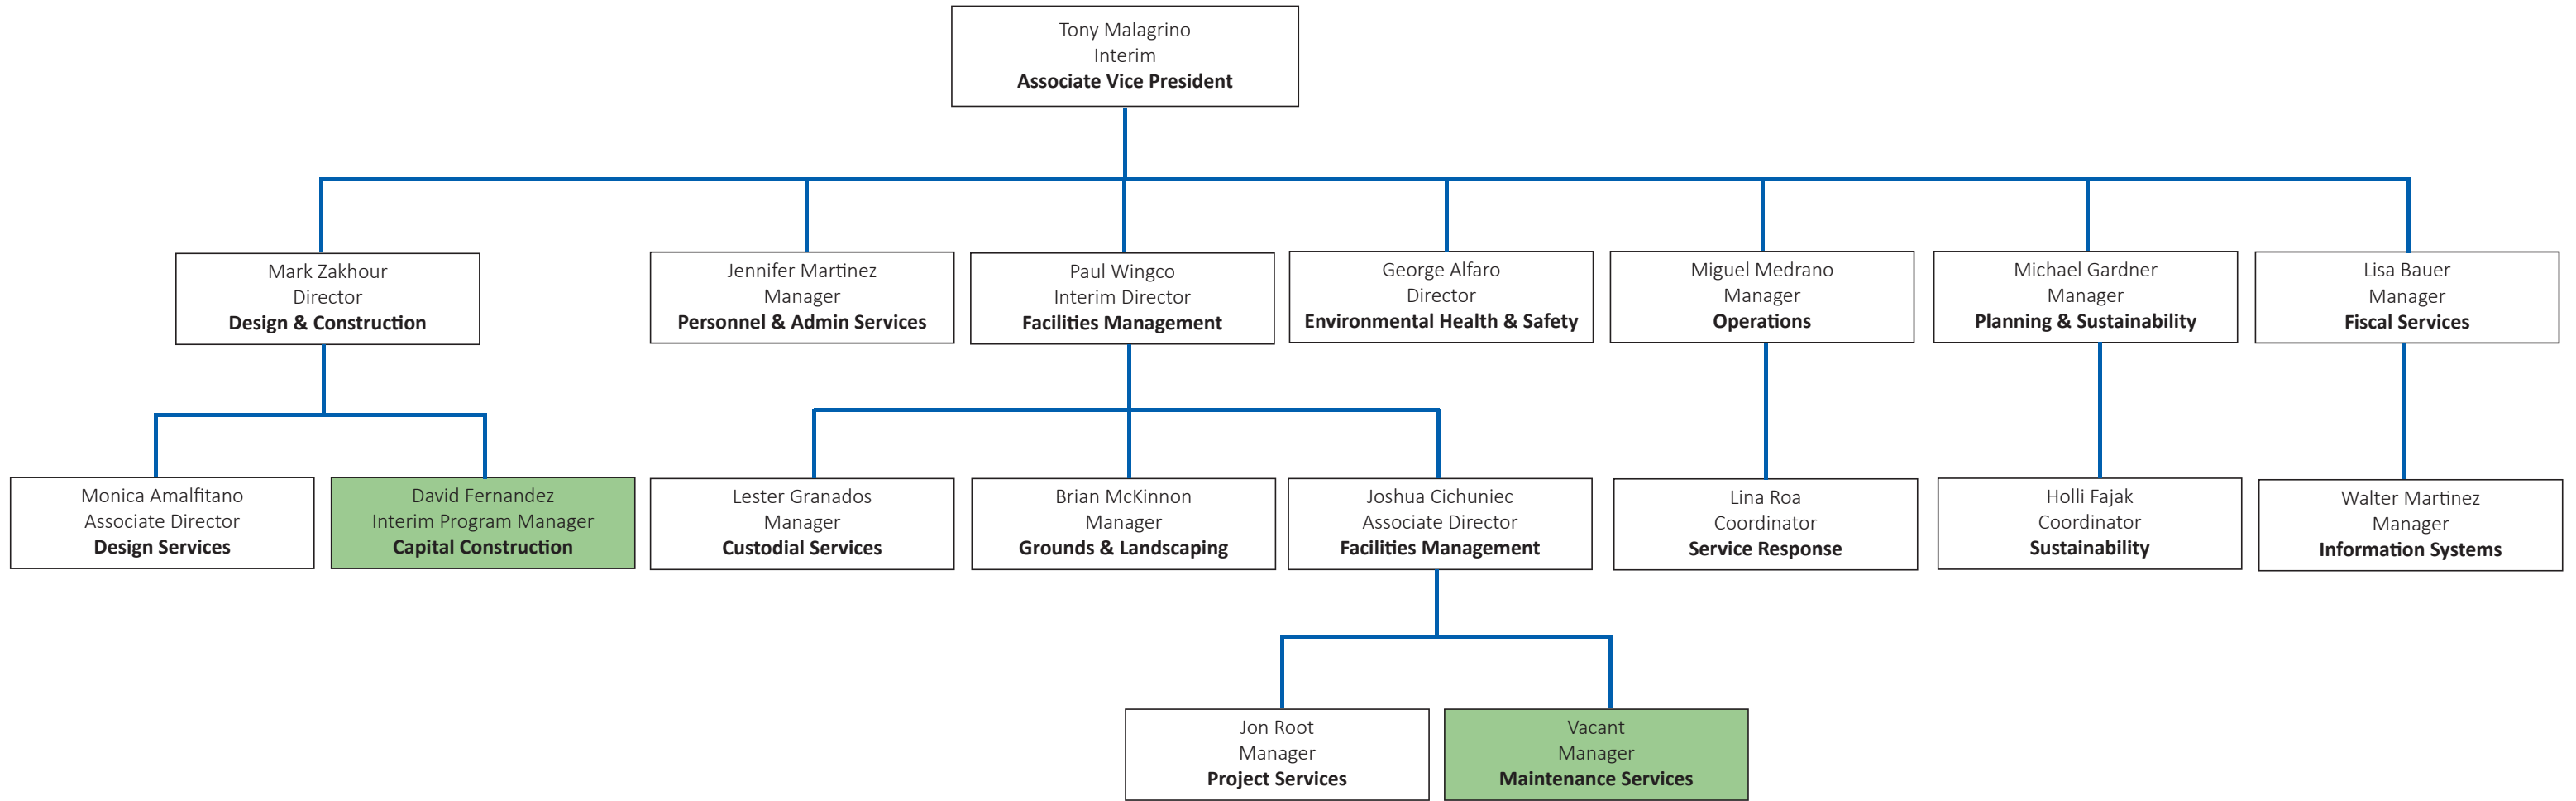 Tony Malagrino
Interim
Associate Vice President
Mark Zakhour
Director
Design & Construction
Jennifer Martinez
Manager
Personnel & Admin Services
Paul Wingco
Interim Director
Facilities Management
George Alfaro
Director
Environmental Health & Safety
Miguel Medrano
Manager
Operations
Michael Gardner
Manager
Planning & Sustainability
Lisa Bauer
Manager
Fiscal Services
Monica Amalfitano
Associate Director
Design Services
David Fernandez
Interim Program Manager
Capital Construction
Lester Granados
Manager
Custodial Services
Brian McKinnon
Manager
Grounds & Landscaping
Joshua Cichuniec
Associate Director
Facilities Management
Lina Roa
Coordinator
Service Response
Holli Fajak
Coordinator
Sustainability
Walter Martinez
Manager
Information Systems
Jon Root
Manager
Project Services
Vacant
Manager
Maintenance Services